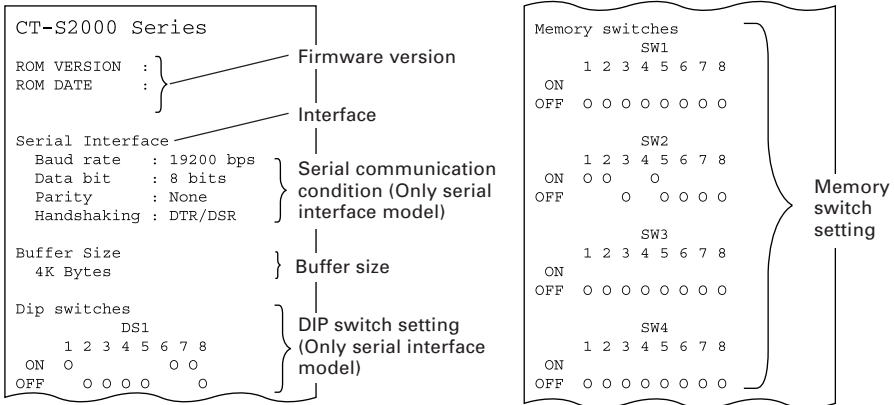 CT-S2000 Series
ROM VERSION :
ROM DATE :
Firmware version
Interface
Serial Interface
Baud rate : 19200 bps
Data bit : 8 bits
Parity : None
Handshaking : DTR/DSR
Serial communication
condition (Only serial
interface model)
Buffer Size
4K Bytes
Buffer size
Dip switches
DS1
1 2 3 4 5 6 7 8
ON O O O
OFF O O O O O
DIP switch setting
(Only serial interface
model)
Memory switches
SW1
1 2 3 4 5 6 7 8
ON
OFF O O O O O O O O
SW2
1 2 3 4 5 6 7 8
ON O O O
OFF O O O O O
SW3
1 2 3 4 5 6 7 8
ON
OFF O O O O O O O O
SW4
1 2 3 4 5 6 7 8
ON
OFF O O O O O O O O
Memory
switch
setting